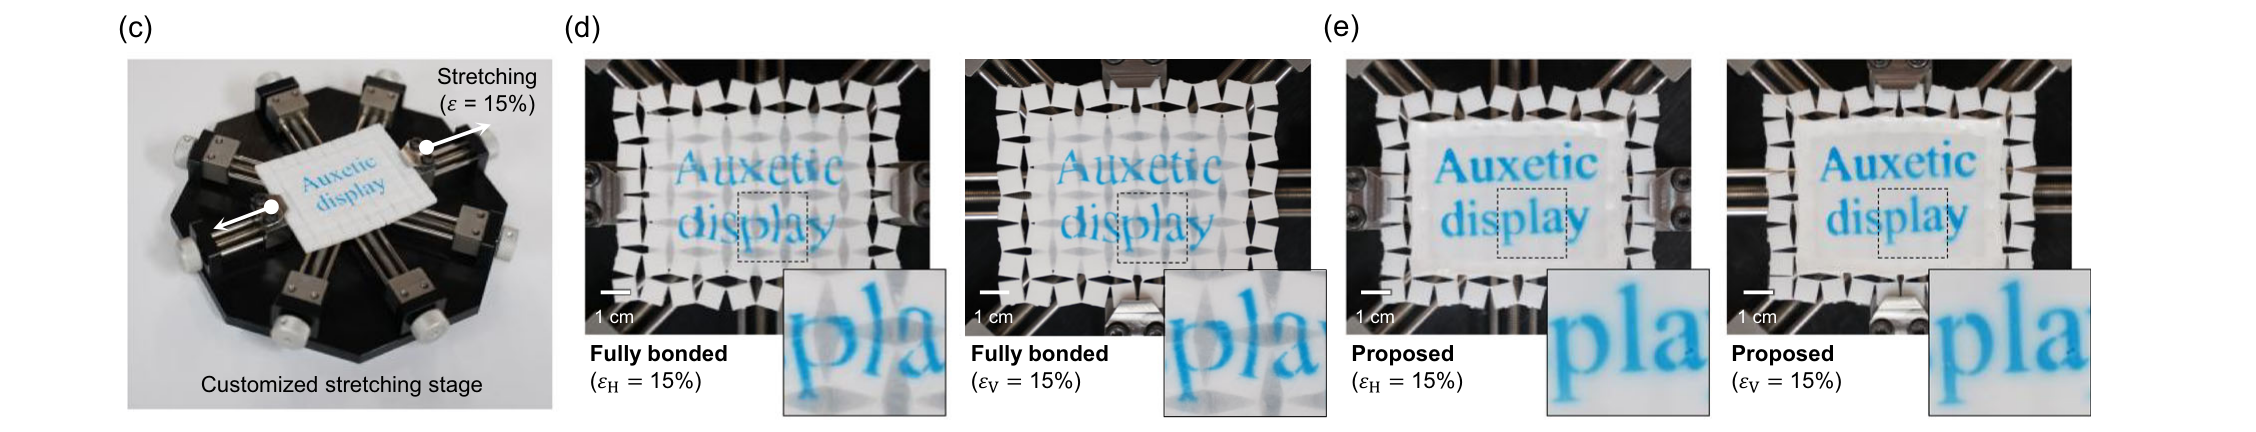 (c)
Stretching
(ε = 15%)
Auxetic
display
Customized stretching stage
(d)
Auxetic
display
1 cm
pla
Fully bonded
(εH = 15%)
Auxetic
display
1 cm
pla
Fully bonded
(εV = 15%)
(e)
Auxetic
display
1 cm
pla
Proposed
(εH = 15%)
Auxetic
display
1 cm
pla
Proposed
(εV = 15%)